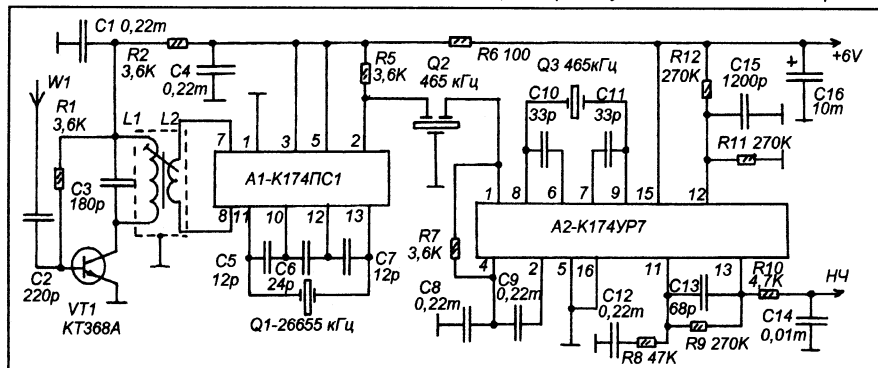 C1 0,22m
R2
3,6K
C4
0,22m
R5
3,6K
Q2
465 кГц
R6 100
Q3 465кГц
C10
33p
C11
33p
R12
270K
C15
1200p
+6V
+
C16
10m
R11 270K
W1
R1
3,6K
L1
L2
C3
180p
7
1
3
5
2
A1-К174ПС1
8
11
10
12
13
C5
12p
C6
24p
C7
12p
Q1-26655 кГц
C2
220p
VT1
КТ368А
1
8
6
7
9
15
12
A2-К174УР7
R7
3,6K
4
2
5
16
11
13
C8
0,22m
C9
0,22m
C12
0,22m
C13
68p
R10
4,7K
НЧ
C14
0,01m
R8 47K
R9 270K